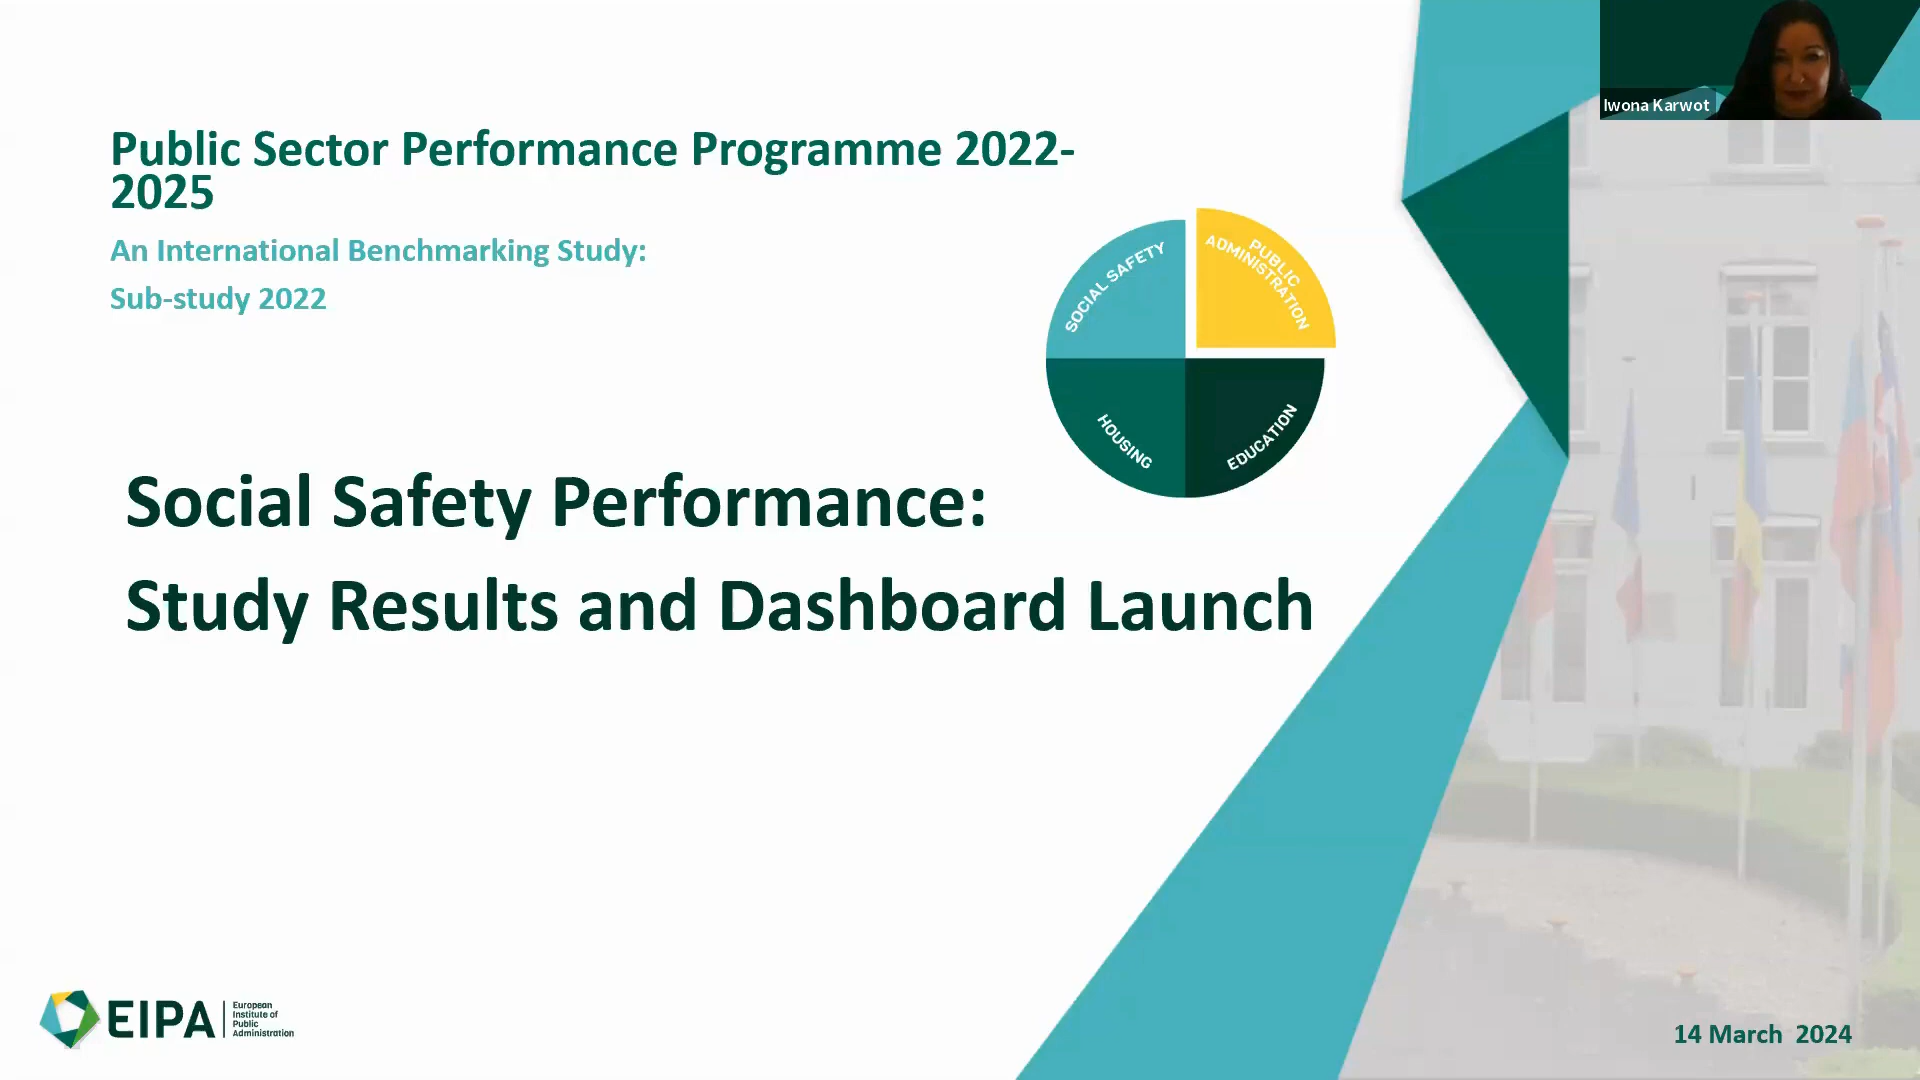 Iwona Karwot
Public Sector Performance Programme 2022-
2025
An International Benchmarking Study:
Sub-study 2022
SOCIAL SAFETY
PUBLIC
ADMINISTRATION
HOUSING
EDUCATION
Social Safety Performance:
Study Results and Dashboard Launch
EIPA
European
Institute of
Public
Administration
14 March 2024